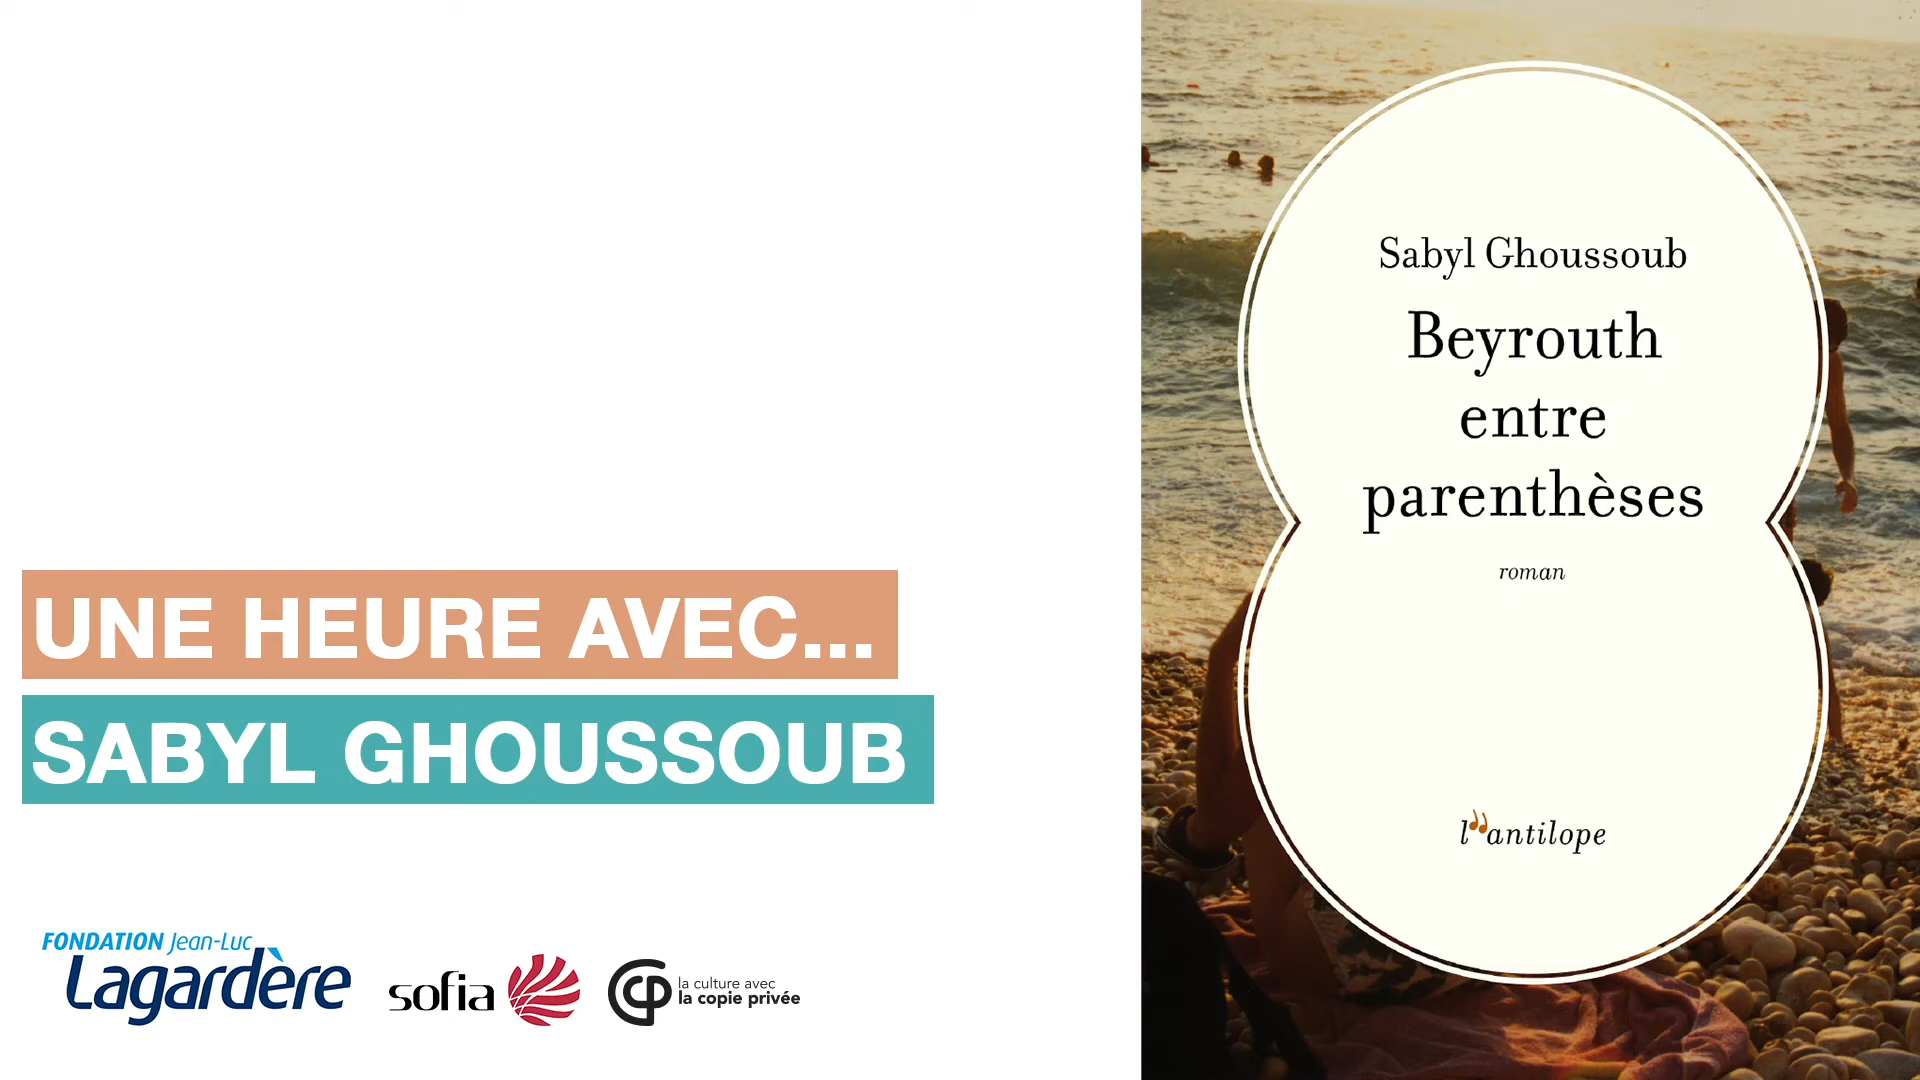 UNE HEURE AVEC...
SABYL GHOUSSOUB
FONDATION Jean-Luc
Lagardère
sofia
CP
la culture avec
la copie privée
Sabyl Ghoussoub
Beyrouth
entre
parenthèses
roman
l'antilope